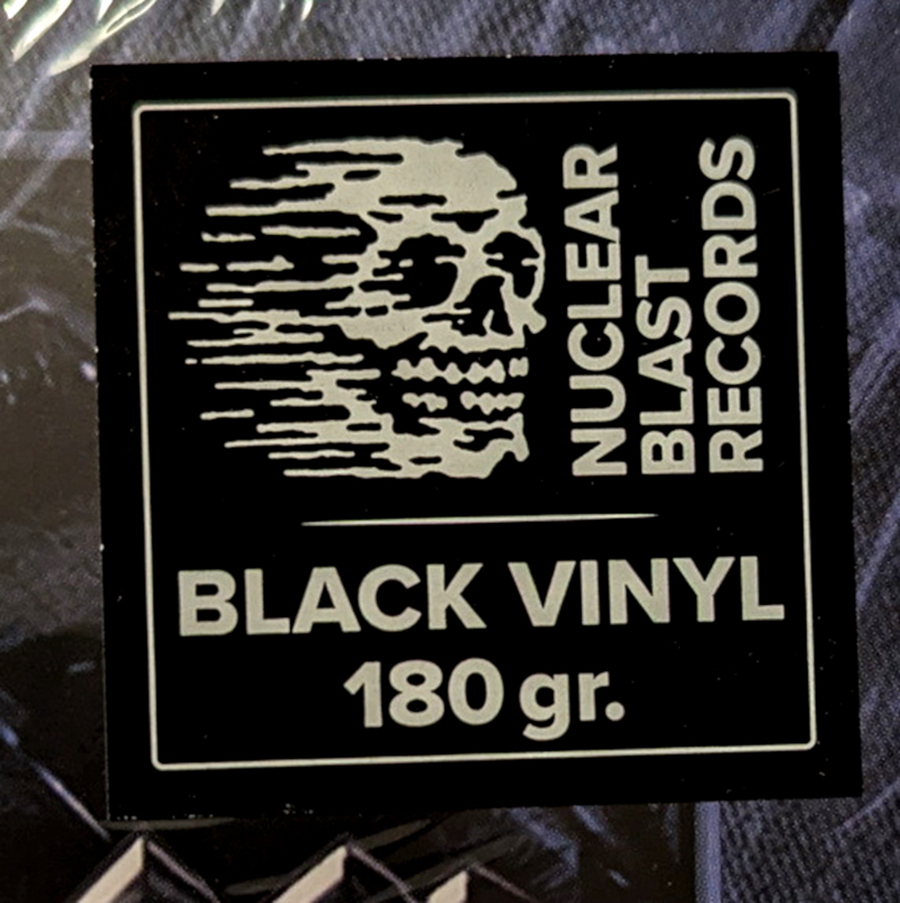 NUCLEAR
BLAST
RECORDS
BLACK VINYL
180 gr.